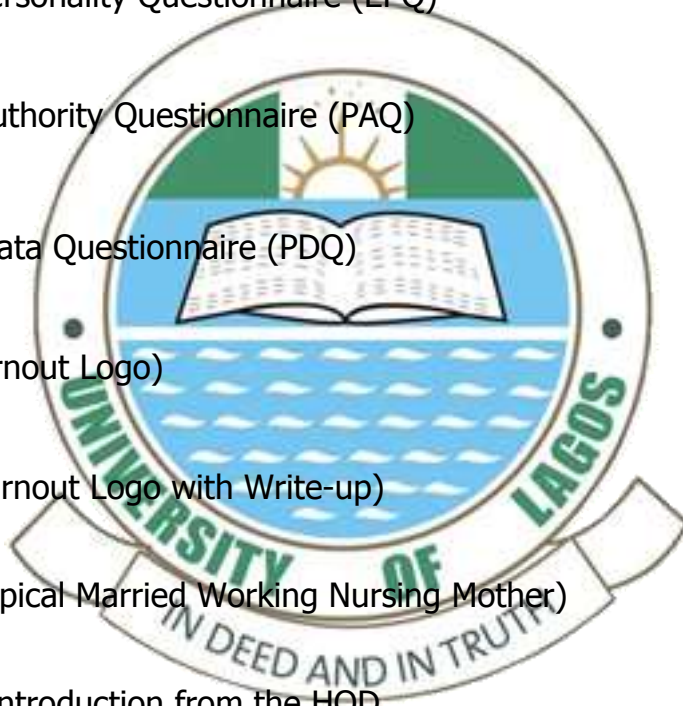 ersonality Questionnaire (EPQ)
uthority Questionnaire (PAQ)
ata Questionnaire (PDQ)
rnout Logo)
rnout Logo with Write-up)
pical Married Working Nursing Mother)
ntroduction from the HOD
UNIVERSITY OF LAGOS
IN DEED AND IN TRUTH